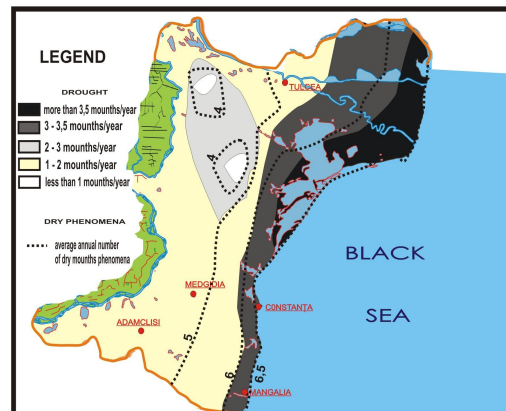 LEGEND
DROUGHT
more than 3,5 mounths/year
3 - 3,5 mounths/year
2 - 3 mounths/year
1 - 2 mounths/year
less than 1 mounths/year
DRY PHENOMENA
average annual number
of dry mounths phenomena
4
TULCEA
4
BLACK
MEDGIDIA
CONSTANȚA
SEA
ADAMCLISI
5
6
6,5
MANGALIA